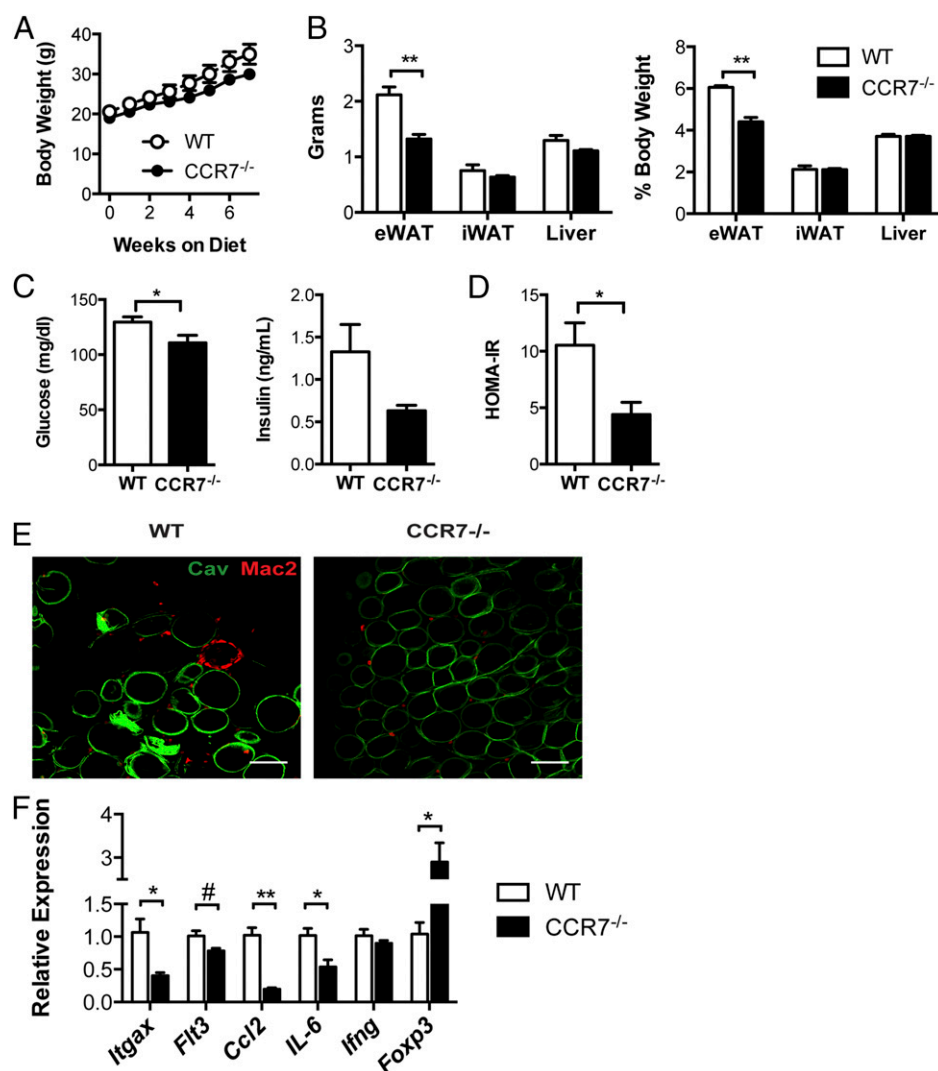 A
Body Weight (g)
40
30
20
10
0
0 2 4 6
Weeks on Diet
WT
CCR7-/-
B
Grams
3
2
1
0
**
eWAT iWAT Liver
% Body Weight
8
6
4
2
0
**
eWAT iWAT Liver
WT
CCR7-/-
C
Glucose (mg/dl)
150
100
50
0
*
WT CCR7-/-
Insulin (ng/mL)
2.0
1.5
1.0
0.5
0.0
WT CCR7-/-
D
HOMA-IR
15
10
5
0
*
WT CCR7-/-
E
WT
CCR7-/-
Cav Mac2
F
Relative Expression
4
3
1.5
1.0
0.5
0.0
* # ** * *
Itgax Flt3 Ccl2 IL-6 Ifng Foxp3
WT
CCR7-/-